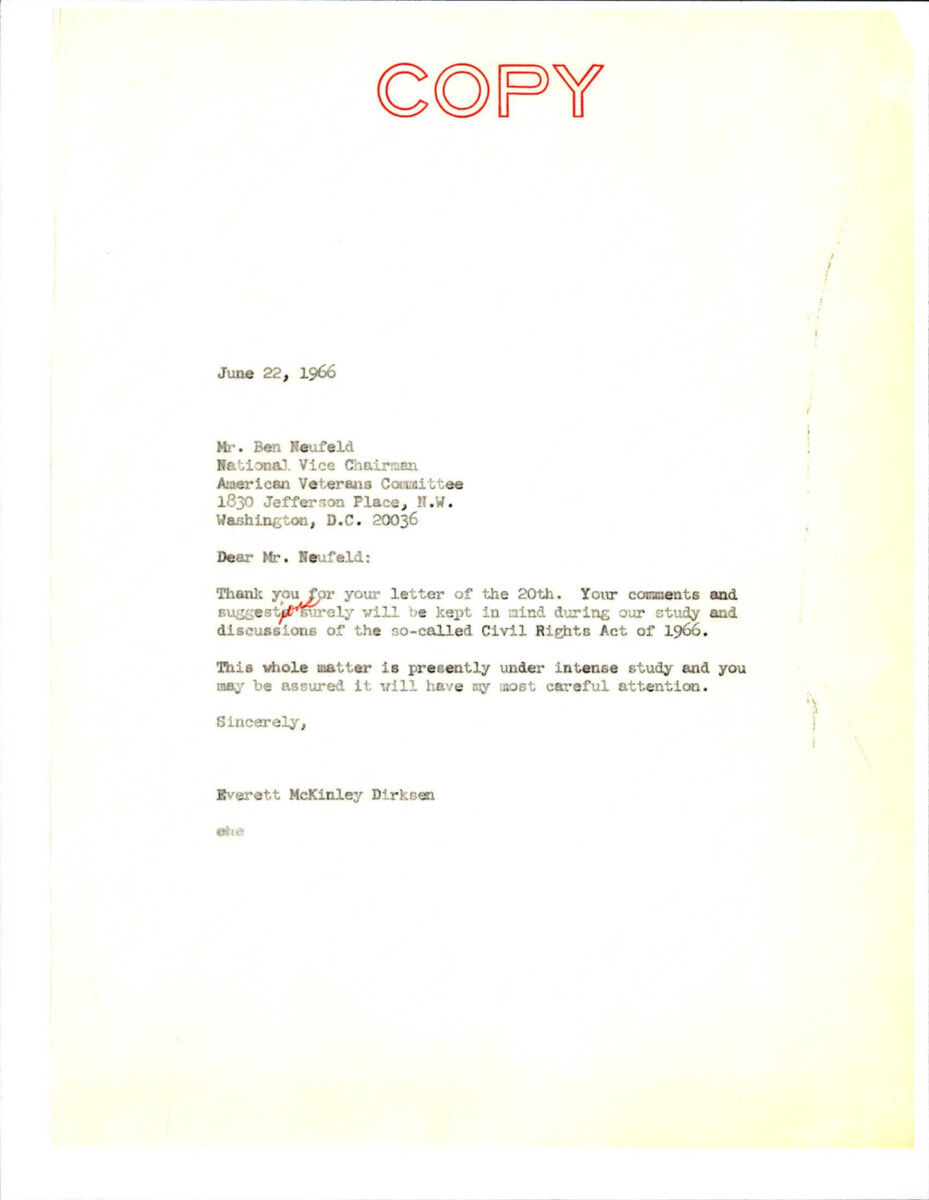 COPY
June 22, 1966
Mr. Ben Neufeld
National Vice Chairman
American Veterans Committee
1830 Jefferson Place, N.W.
Washington, D.C. 20036
Dear Mr. Neufeld:
Thank you for your letter of the 20th. Your comments and
suggestions surely will be kept in mind during our study and
discussions of the so-called Civil Rights Act of 1966.
This whole matter is presently under intense study and you
may be assured it will have my most careful attention.
Sincerely,
Everett McKinley Dirksen
ehe